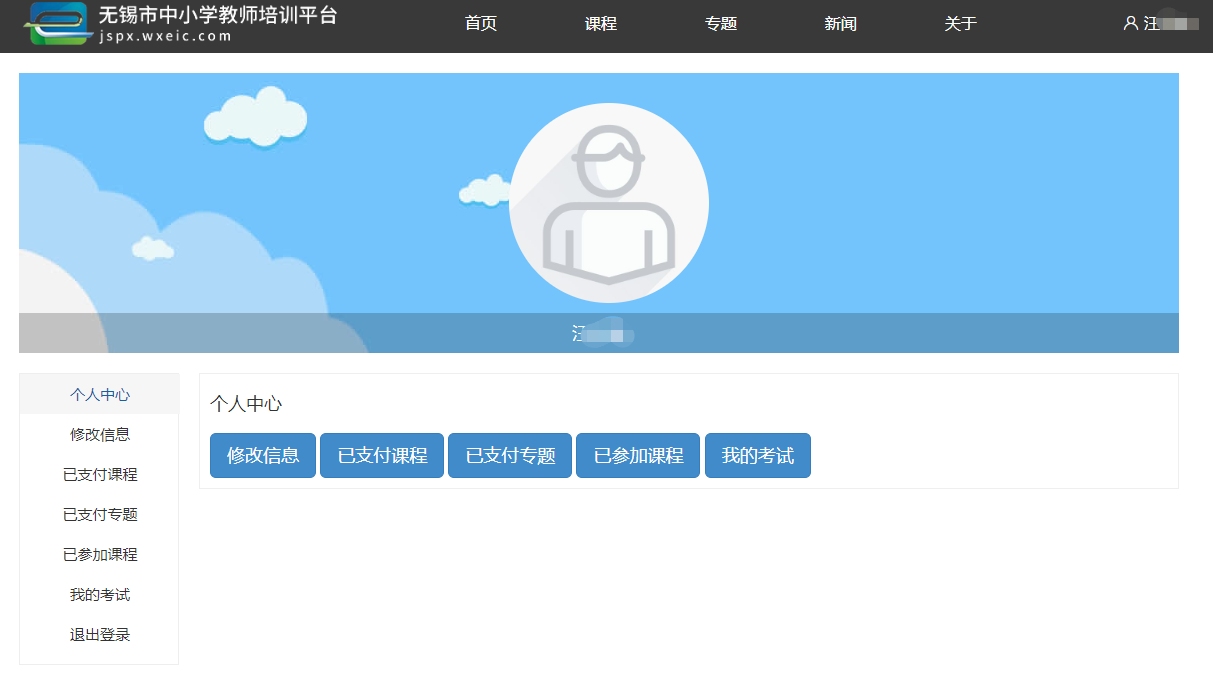 无锡市中小学教师培训平台
jspx.wxeic.com
首页 课程 专题 新闻 关于 汪
汪
个人中心
修改信息
已支付课程
已支付专题
已参加课程
我的考试
退出登录
个人中心
修改信息 已支付课程 已支付专题 已参加课程 我的考试